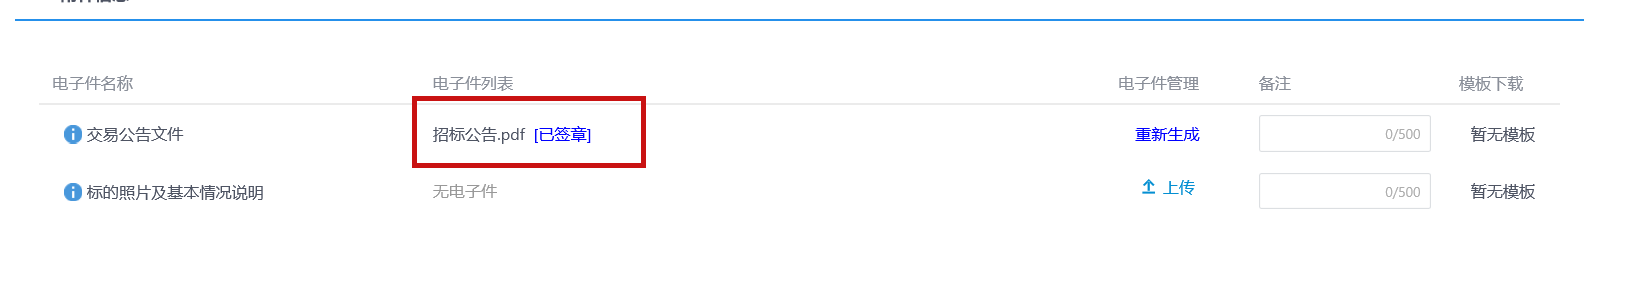 电子件名称 电子件列表 电子件管理 备注 模板下载
交易公告文件 招标公告.pdf [已签章] 重新生成 0/500 暂无模板
标的照片及基本情况说明 无电子件 上传 0/500 暂无模板